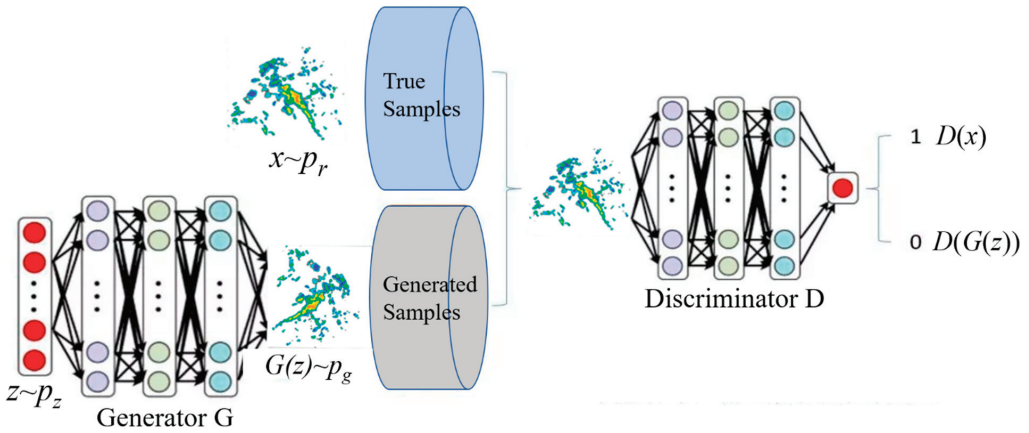 True
Samples
x~p_r
Generated
Samples
G(z)~p_g
z~p_z
Generator G
Discriminator D
1 D(x)
0 D(G(z))